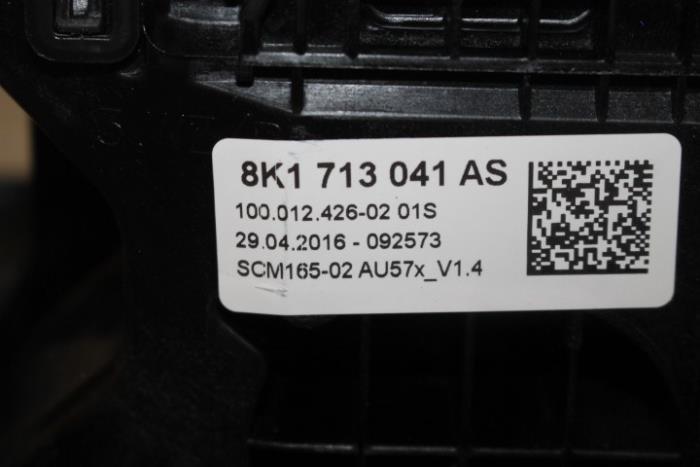 8K1 713 041 AS
100.012.426-02 01S
29.04.2016 - 092573
SCM165-02 AU57x_V1.4